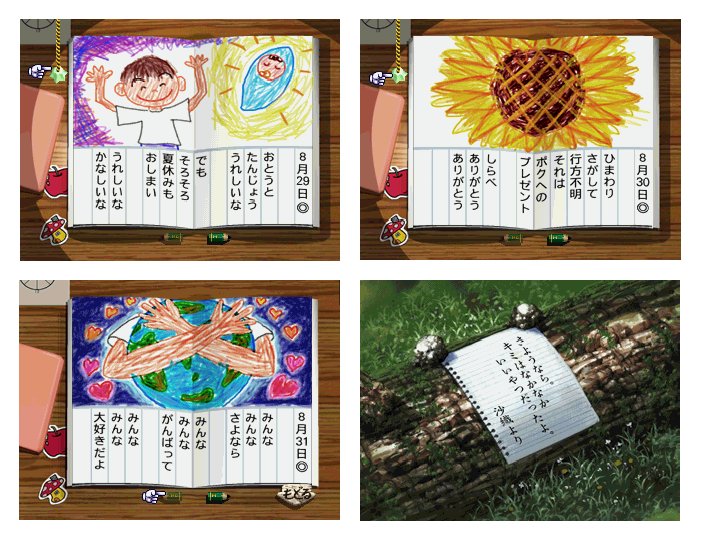 8月29日◎
おとうと
たんじょう
うれしいな
でも
そろそろ
夏休みも
おしまい
うれしいな
かなしいな
8月30日◎
ひまわり
さがして
行方不明
それは
ボクへの
プレゼント
しらべ
ありがとう
ありがとう
8月31日◎
みんな
みんな
さよなら
みんな
みんな
がんばって
みんな
みんな
大好きだよ
もどる
さようなら。
キミはなかなか
いいやつだったよ。
沙織より